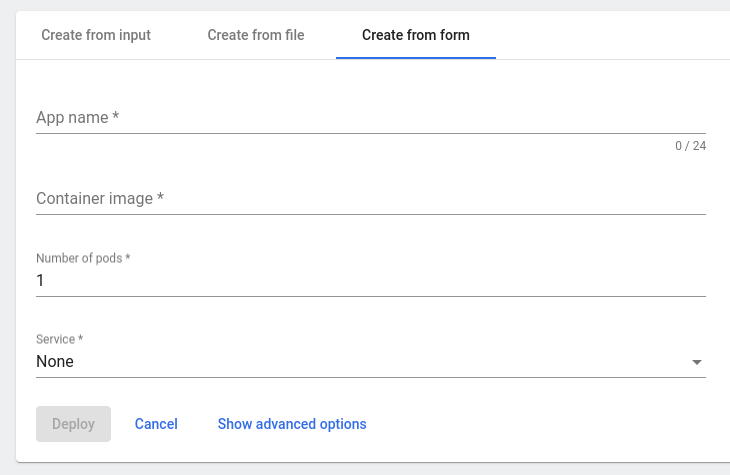 Create from input Create from file Create from form
App name *
0 / 24
Container image *
Number of pods *
1
Service *
None
Deploy Cancel Show advanced options